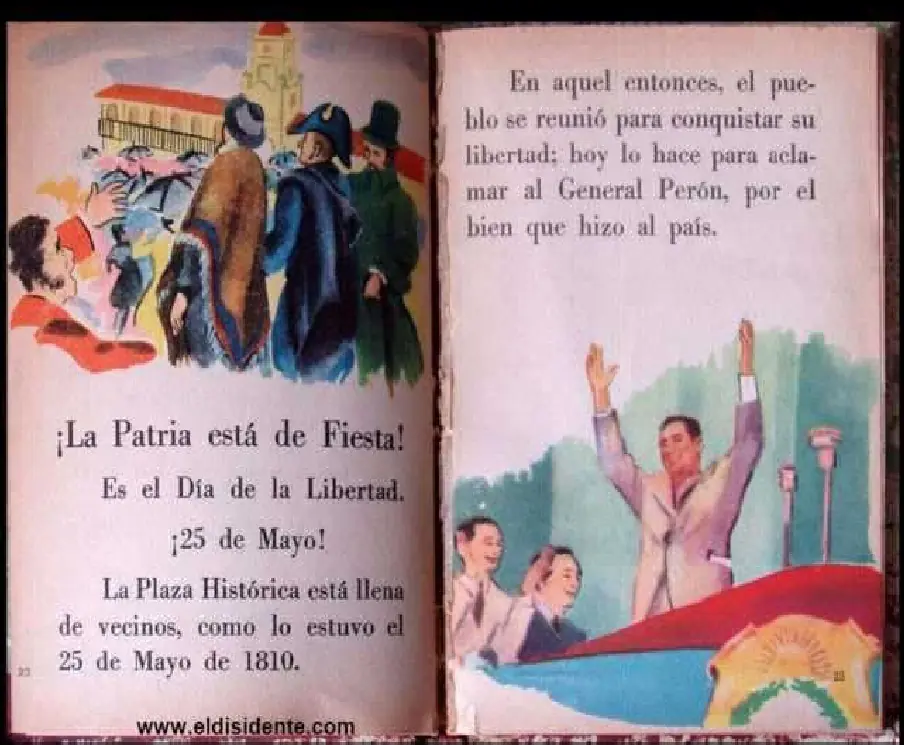 ¡La Patria está de Fiesta!
Es el Día de la Libertad.
¡25 de Mayo!
La Plaza Histórica está llena
de vecinos, como lo estuvo el
25 de Mayo de 1810.
En aquel entonces, el pue-
blo se reunió para conquistar su
libertad; hoy lo hace para acla-
mar al General Perón, por el
bien que hizo al país.
www.eldisidente.com